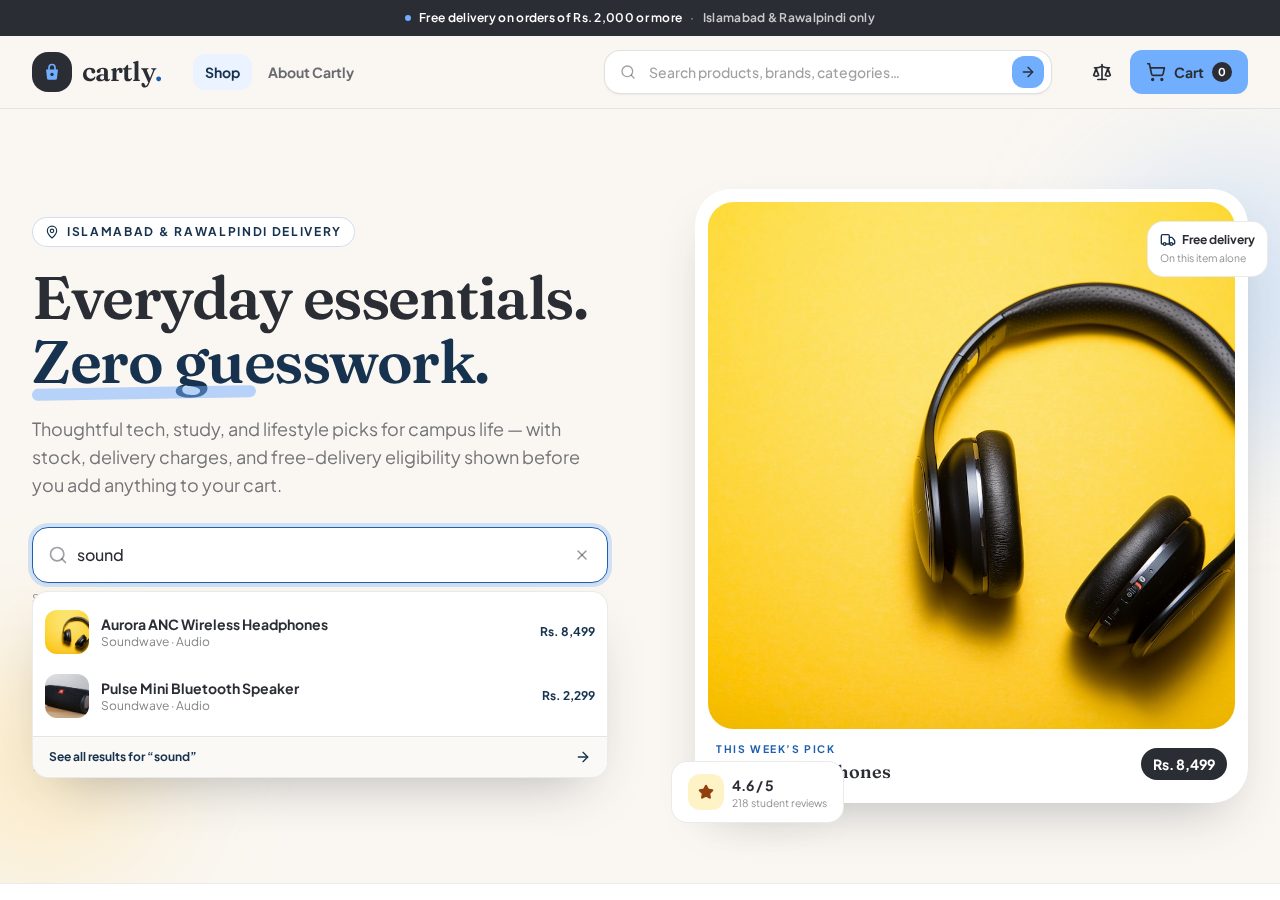 Free delivery on orders of Rs. 2,000 or more · Islamabad & Rawalpindi only
cartly.
Shop
About Cartly
Search products, brands, categories…
Cart 0
ISLAMABAD & RAWALPINDI DELIVERY
Everyday essentials.
Zero guesswork.
Thoughtful tech, study, and lifestyle picks for campus life — with
stock, delivery charges, and free-delivery eligibility shown before
you add anything to your cart.
sound
Aurora ANC Wireless Headphones
Soundwave · Audio
Rs. 8,499
Pulse Mini Bluetooth Speaker
Soundwave · Audio
Rs. 2,299
See all results for “sound”
Free delivery
On this item alone
THIS WEEK’S PICK
Rs. 8,499
4.6 / 5
218 student reviews